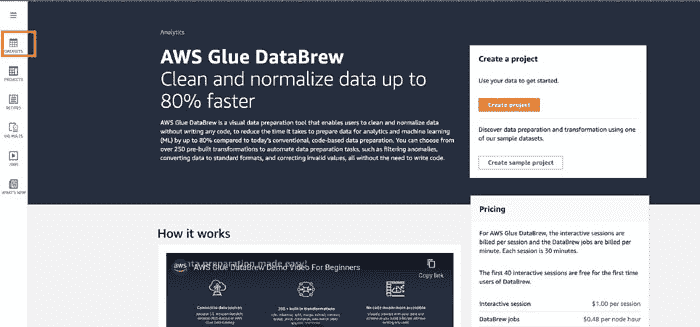 Analytics
AWS Glue DataBrew
Clean and normalize data up to
80% faster
AWS Glue DataBrew is a visual data preparation tool that enables users to clean and normalize data
without writing any code, to reduce the time it takes to prepare data for analytics and machine learning
(ML) by up to 80% compared to today's conventional, code-based data preparation. You can choose from
over 250 pre-built transformations to automate data preparation tasks, such as filtering anomalies,
converting data to standard formats, and correcting invalid values, all without the need to write code.
Create a project
Use your data to get started.
Create project
Discover data preparation and transformation using one
of our sample datasets.
Create sample project
DATASETS
PROJECTS
RECIPES
JOBS
WHAT'S NEW
How it works
aws
AWS Glue DataBrew Demo Video For Beginners
data preparation made easy!
Copy link
Pricing
For AWS Glue DataBrew, the interactive sessions are
billed per session and the DataBrew jobs are billed per
minute. Each session is 30 minutes.
The first 40 interactive sessions are free for the first time
users of DataBrew.
Interactive session $1.00 per session
DataBrew jobs $0.48 per node hour